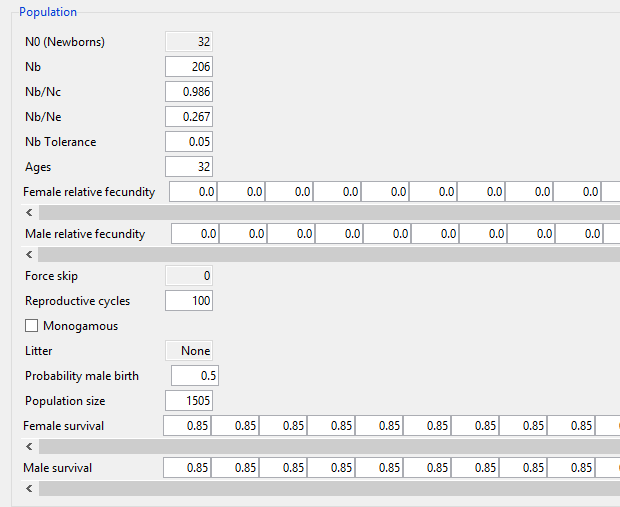 Population
N0 (Newborns) 32
Nb 206
Nb/Nc 0.986
Nb/Ne 0.267
Nb Tolerance 0.05
Ages 32
Female relative fecundity 0.0 0.0 0.0 0.0 0.0 0.0 0.0 0.0 0.0
Male relative fecundity 0.0 0.0 0.0 0.0 0.0 0.0 0.0 0.0 0.0
Force skip 0
Reproductive cycles 100
Monogamous
Litter None
Probability male birth 0.5
Population size 1505
Female survival 0.85 0.85 0.85 0.85 0.85 0.85 0.85 0.85 0.85
Male survival 0.85 0.85 0.85 0.85 0.85 0.85 0.85 0.85 0.85